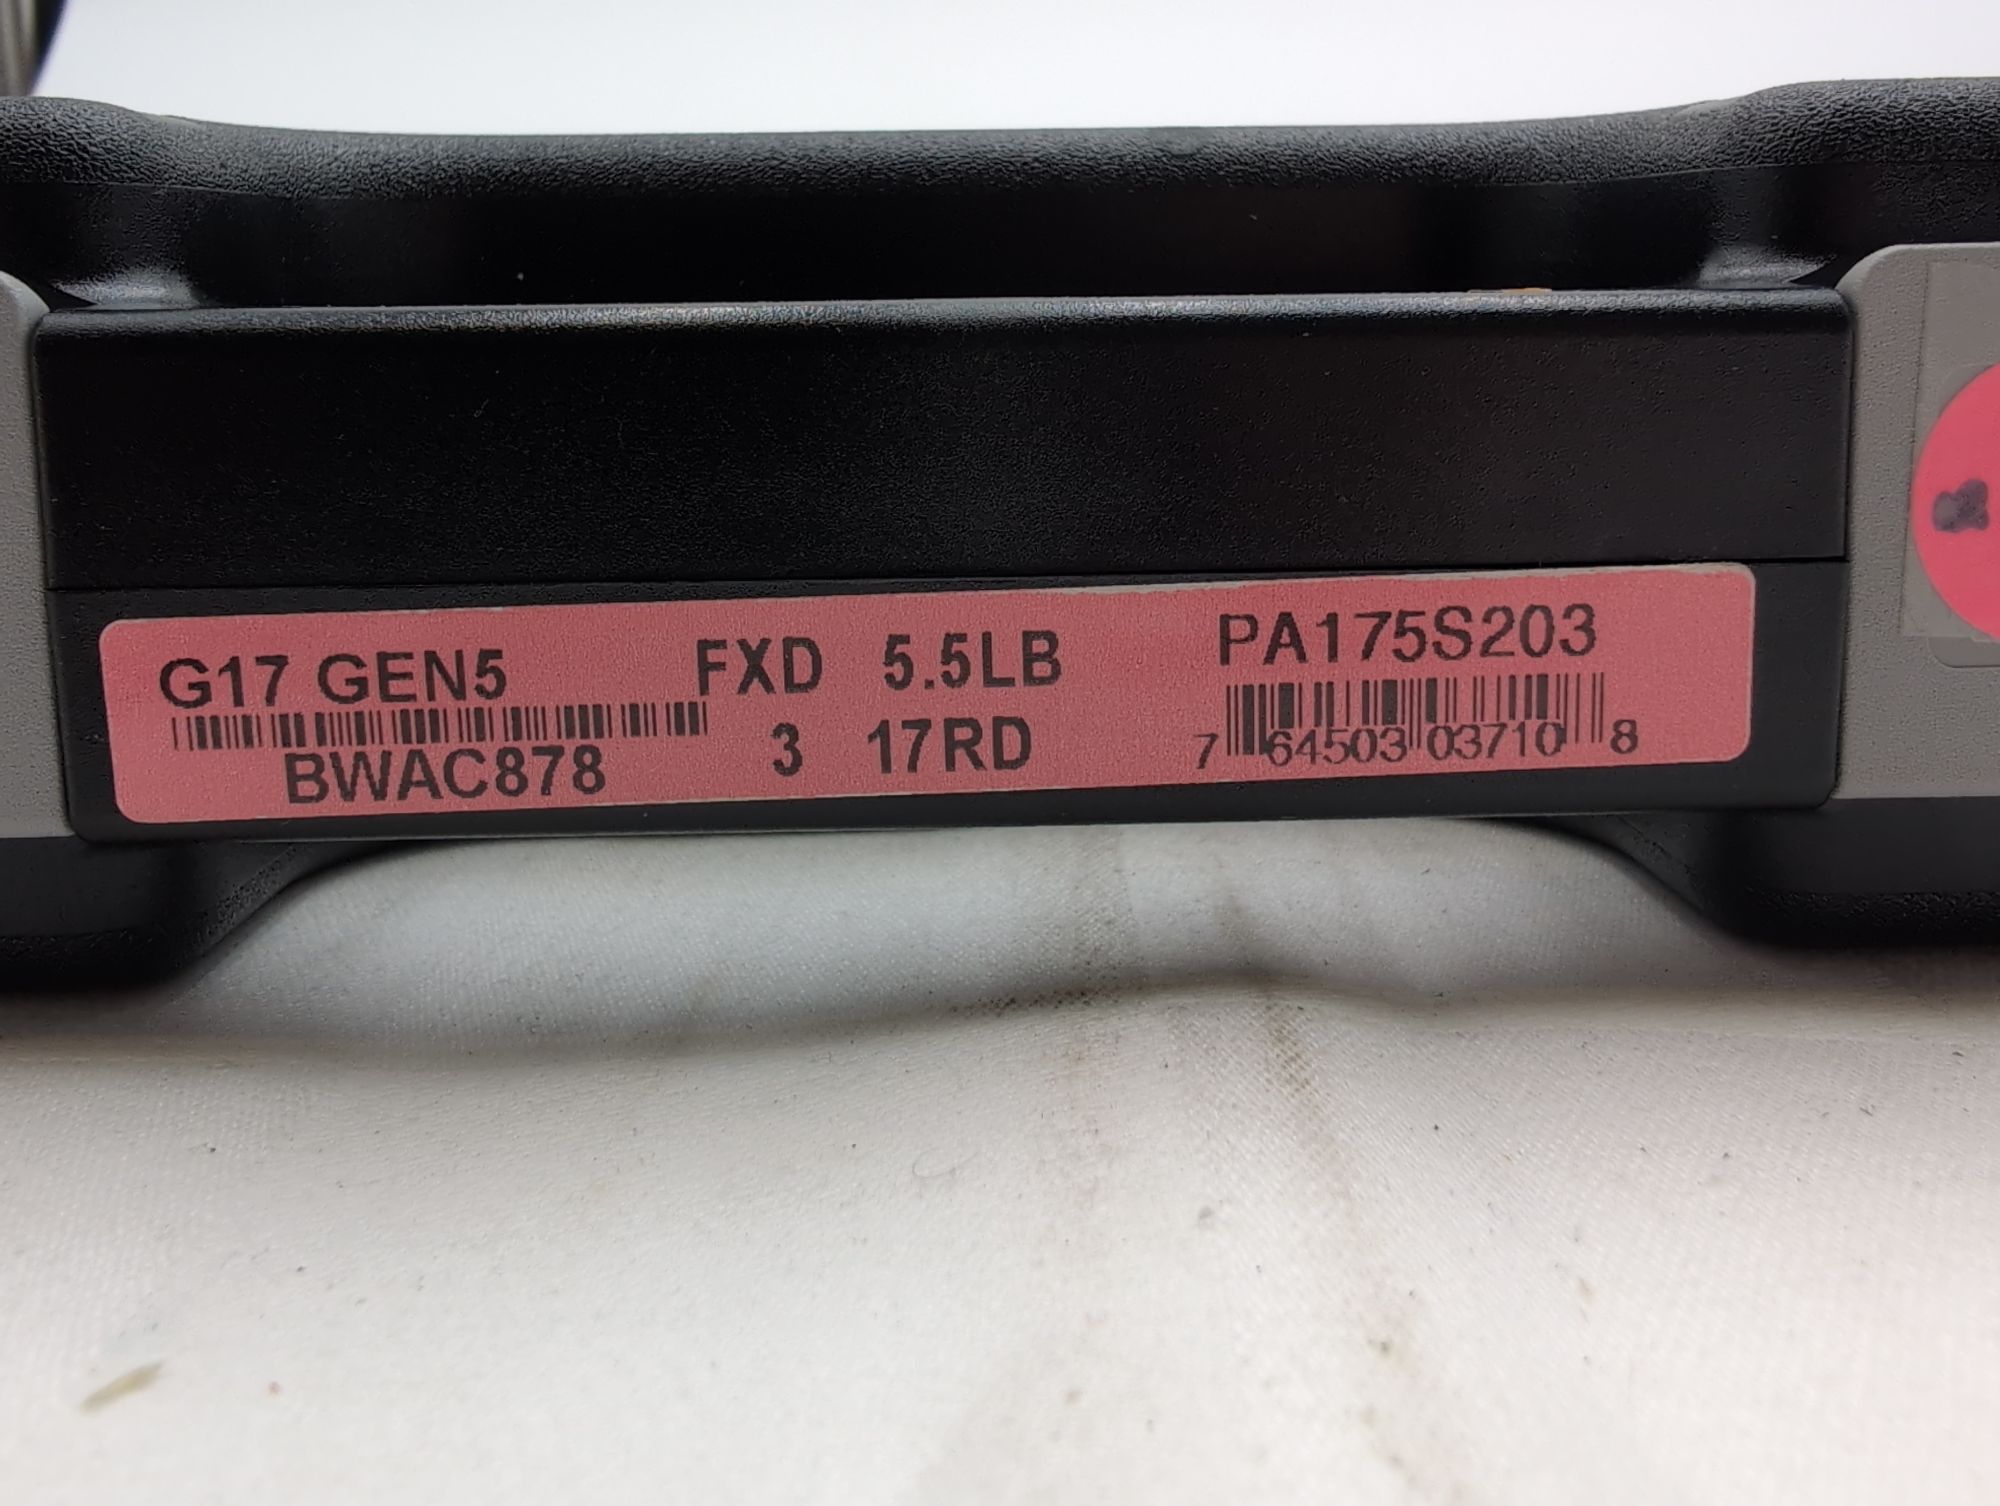 G17 GEN5 FXD 5.5LB PA175S203
BWAC878 3 17RD 7 64503 03710 8